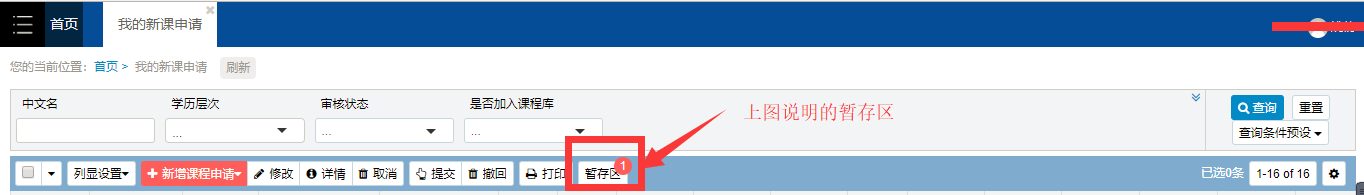 首页 我的新课申请
您的当前位置： 首页 > 我的新课申请 刷新
中文名 学历层次 审核状态 是否加入课程库 上图说明的暂存区 查询 重置
... ... ... 查询条件预设
列显设置 新增课程申请 修改 详情 取消 提交 撤回 打印 暂存区 1 已选0条 1-16 of 16